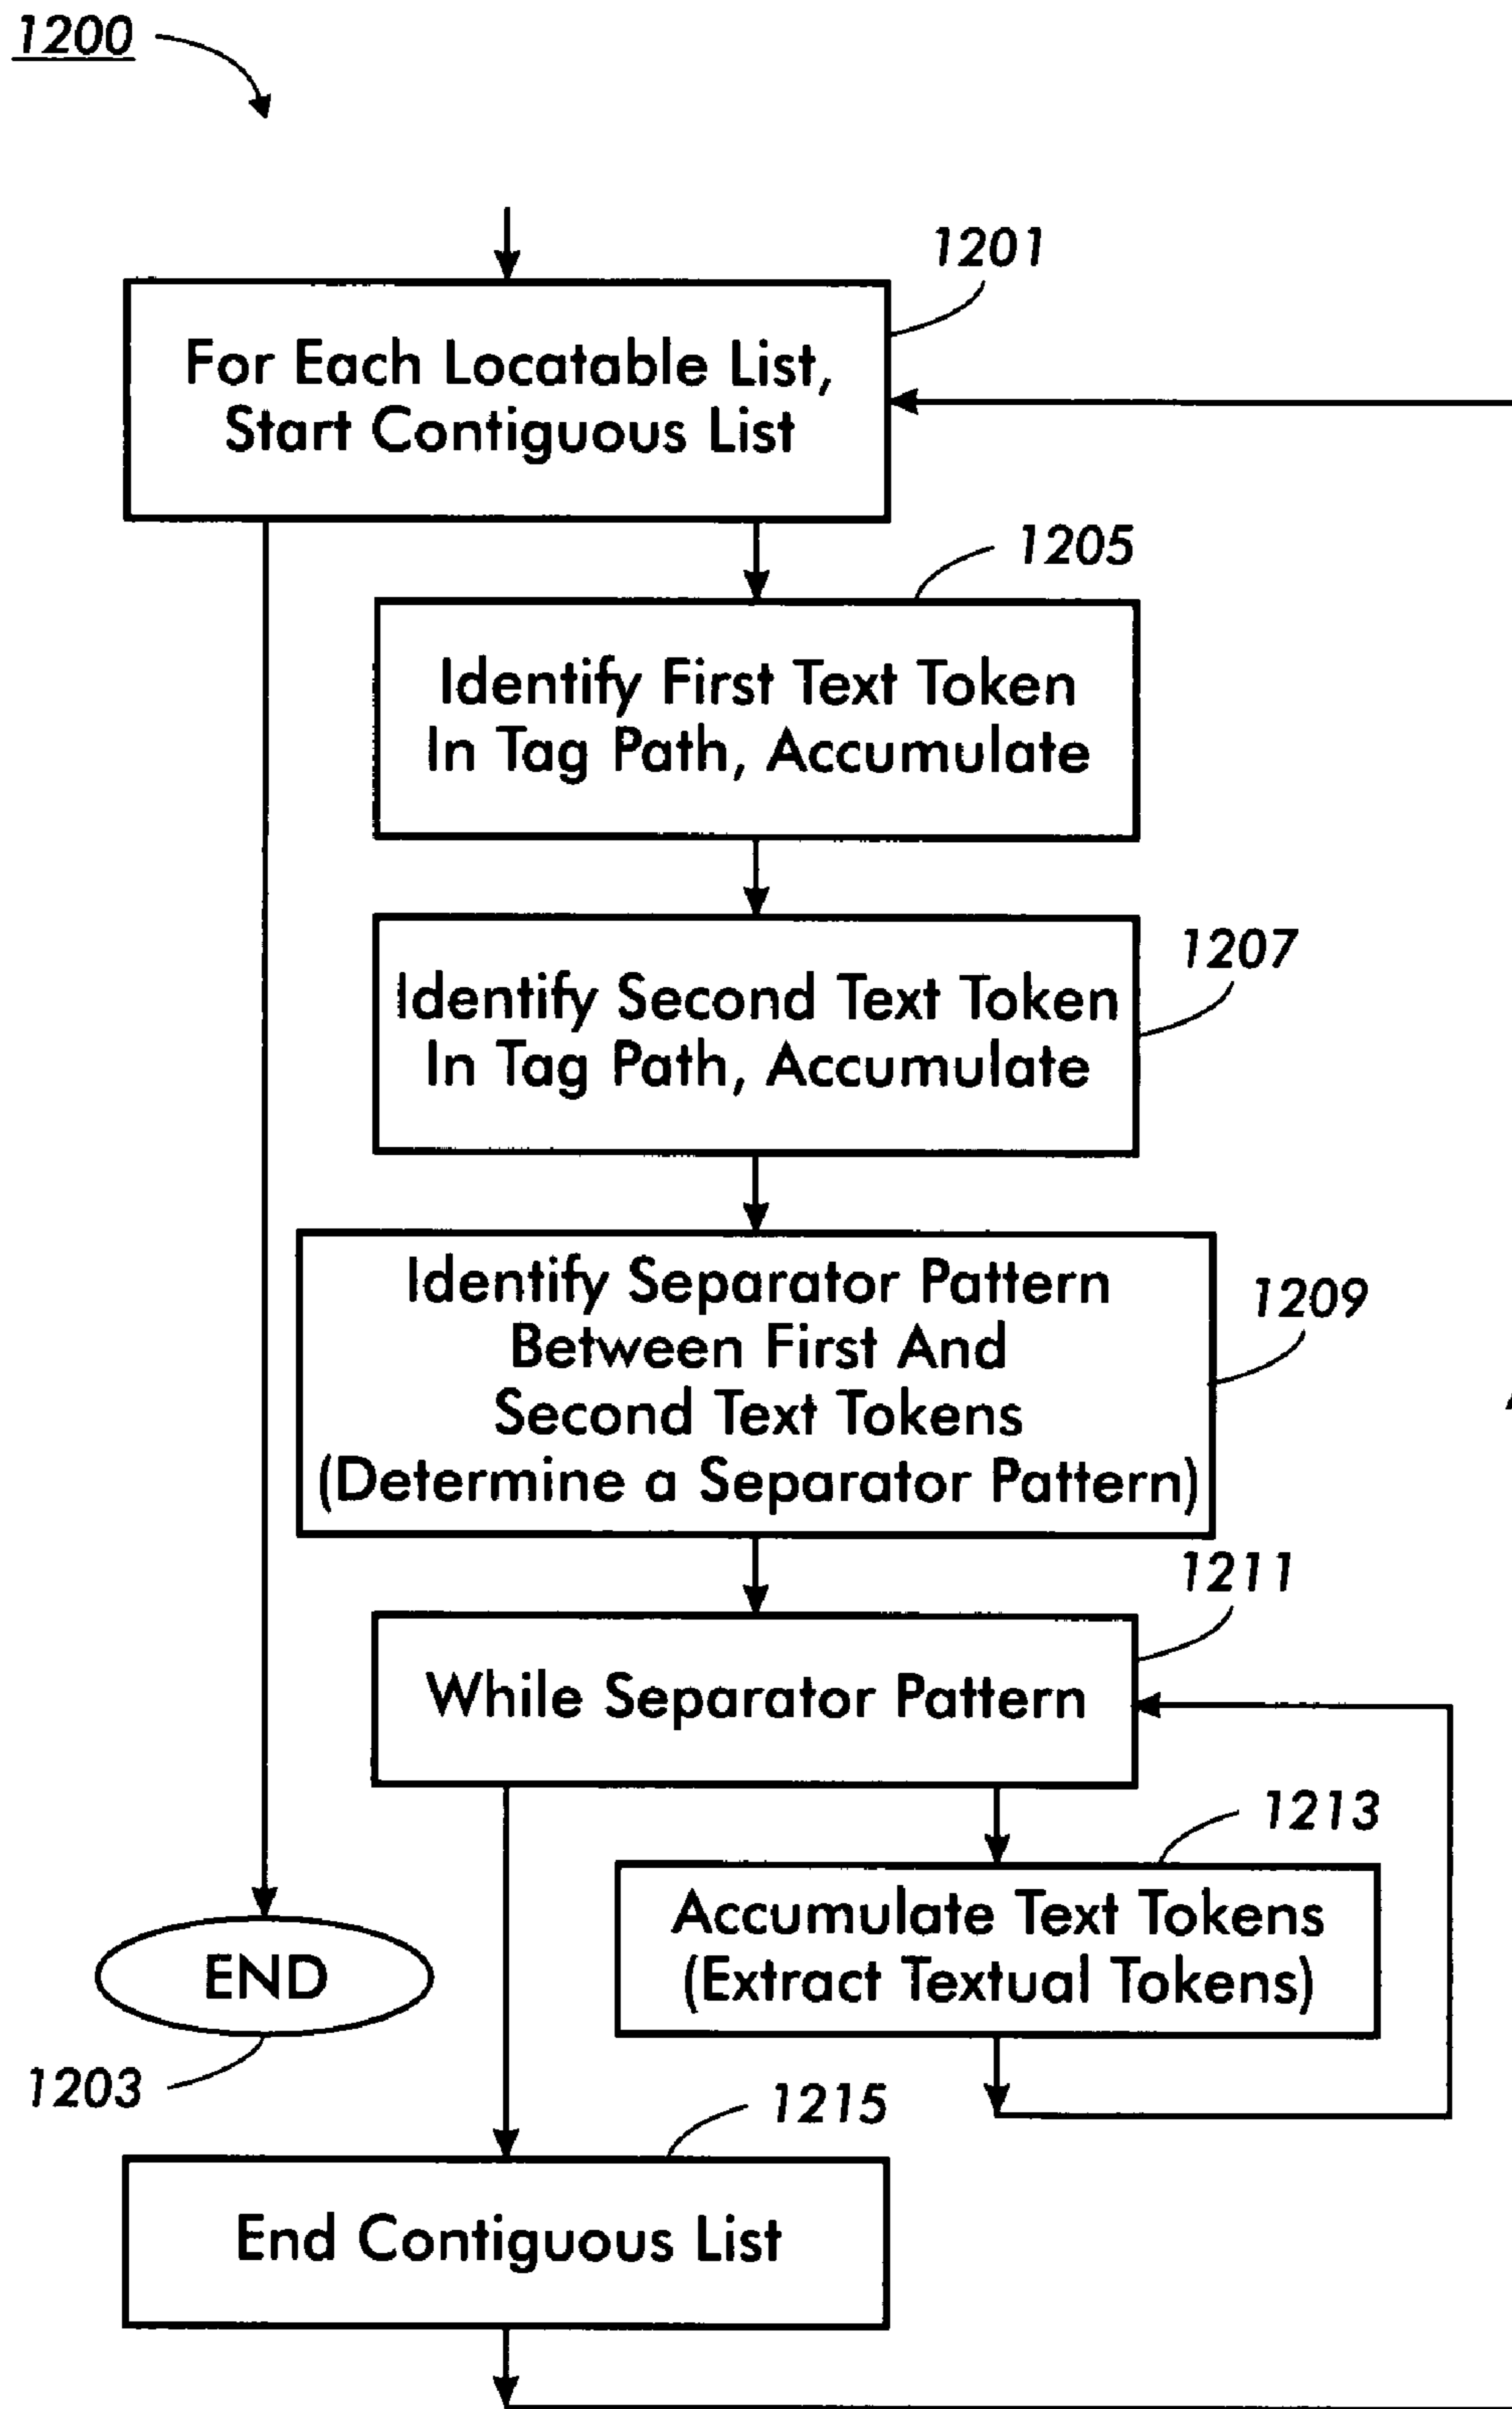 1200
1201
For Each Locatable List,
Start Contiguous List
1205
Identify First Text Token
In Tag Path, Accumulate
1207
Identify Second Text Token
In Tag Path, Accumulate
1209
Identify Separator Pattern
Between First And
Second Text Tokens
(Determine a Separator Pattern)
1211
While Separator Pattern
1213
Accumulate Text Tokens
(Extract Textual Tokens)
END
1203
1215
End Contiguous List